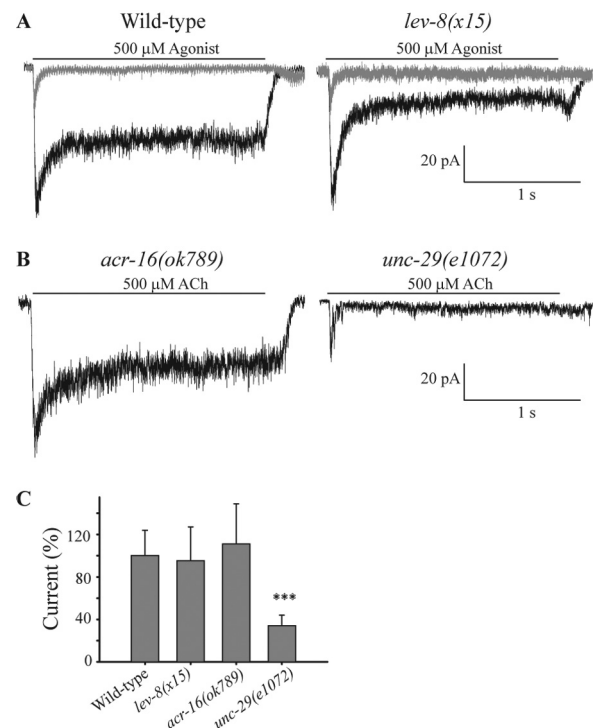 A Wild-type lev-8(x15)
500 µM Agonist 500 µM Agonist
20 pA
1 s
B acr-16(ok789) unc-29(e1072)
500 µM ACh 500 µM ACh
20 pA
1 s
C
Current (%)
120
80
40
0
***
Wild-type
lev-8(x15)
acr-16(ok789)
unc-29(e1072)